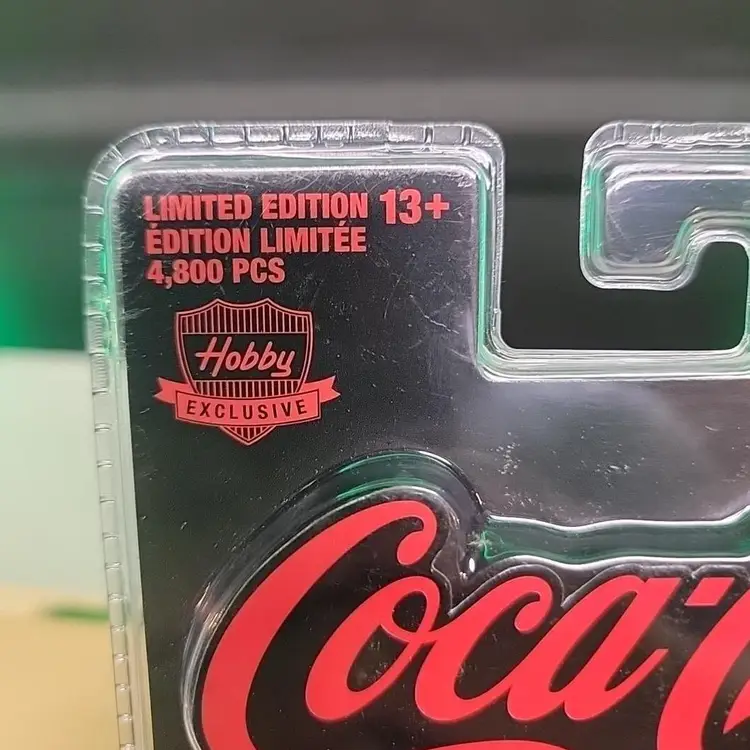 LIMITED EDITION 13+
ÉDITION LIMITÉE
4,800 PCS
Hobby
EXCLUSIVE
Coca-C